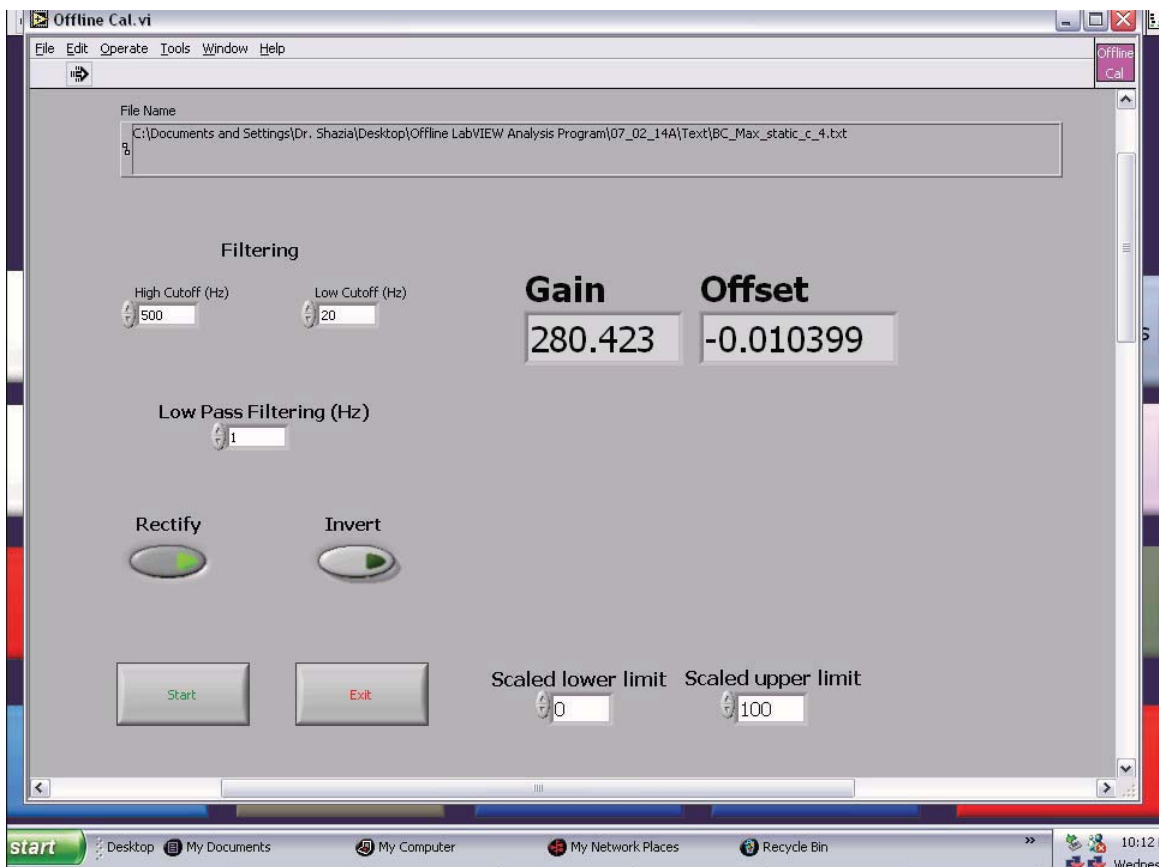 Offline Cal.vi
File Edit Operate Tools Window Help
Offline
Cal
File Name
C:\Documents and Settings\Dr. Shazia\Desktop\Offline LabVIEW Analysis Program\07_02_14A\Text\BC_Max_static_c_4.txt
Filtering
High Cutoff (Hz) Low Cutoff (Hz)
500 20
Gain Offset
280.423 -0.010399
Low Pass Filtering (Hz)
1
Rectify Invert
Start Exit
Scaled lower limit Scaled upper limit
0 100
start Desktop My Documents My Computer My Network Places Recycle Bin » 10:12